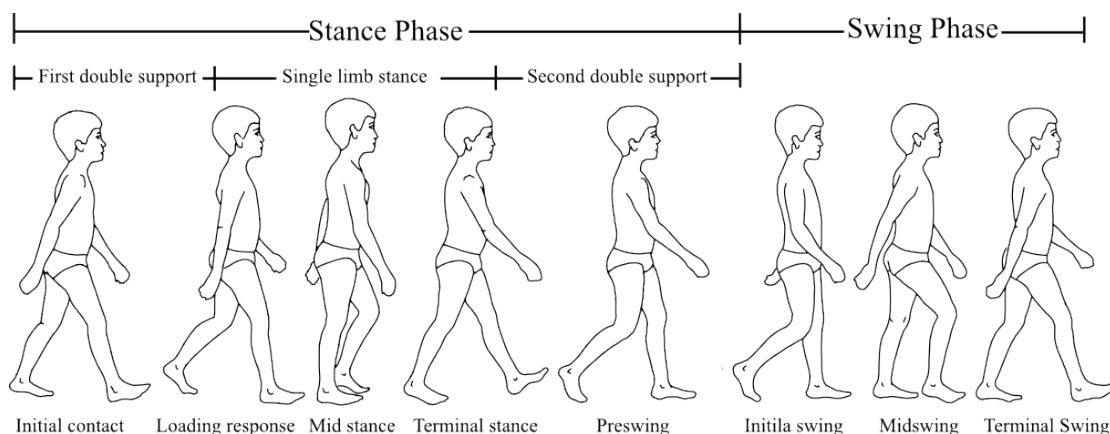 Stance Phase
Swing Phase
First double support
Single limb stance
Second double support
Initial contact
Loading response
Mid stance
Terminal stance
Preswing
Initila swing
Midswing
Terminal Swing